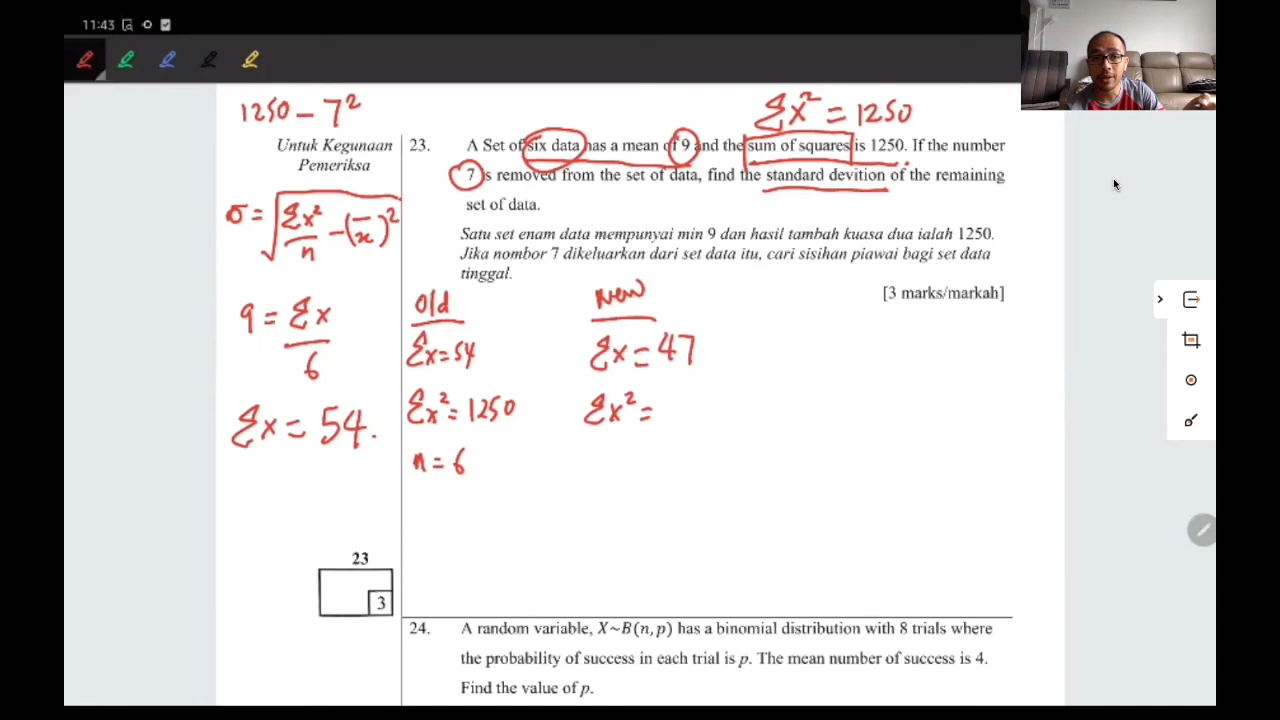 11:43
1250 - 7²
Σx² = 1250
Untuk Kegunaan
Pemeriksa
23. A Set of six data has a mean of 9 and the sum of squares is 1250. If the number
7 is removed from the set of data, find the standard devition of the remaining
set of data.
Satu set enam data mempunyai min 9 dan hasil tambah kuasa dua ialah 1250.
Jika nombor 7 dikeluarkan dari set data itu, cari sisihan piawai bagi set data
tinggal.
[3 marks/markah]
σ = √(Σx²/n - (x̄)²)
9 = Σx/6
Σx = 54.
Old
Σx = 54
Σx² = 1250
n = 6
New
Σx = 47
Σx² =
23
3
24. A random variable, X~B(n, p) has a binomial distribution with 8 trials where
the probability of success in each trial is p. The mean number of success is 4.
Find the value of p.